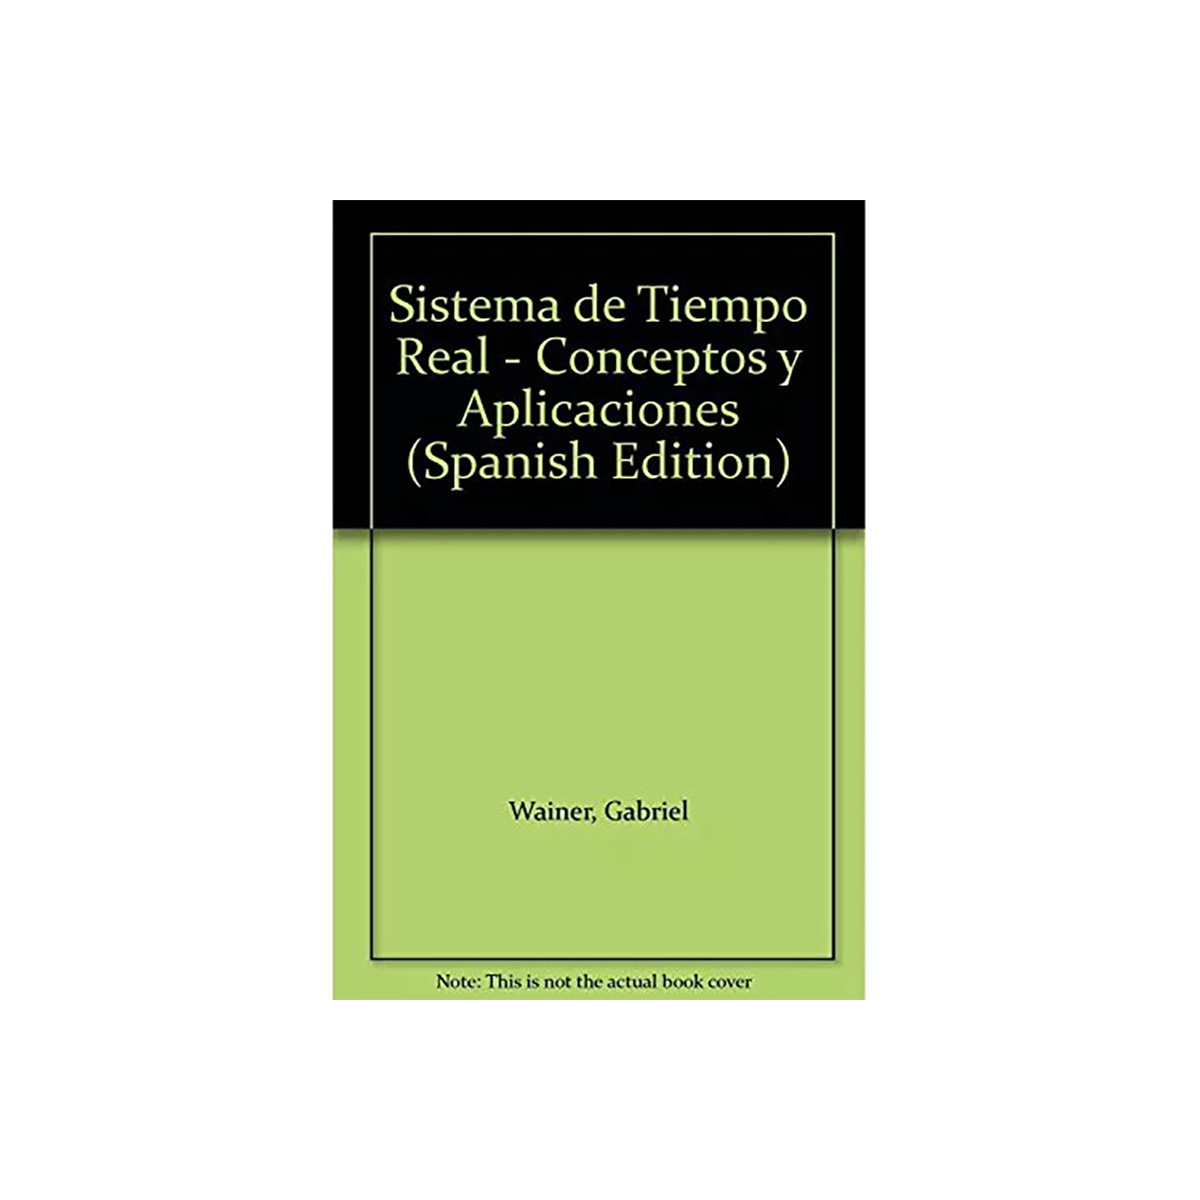 Sistema de Tiempo
Real - Conceptos y
Aplicaciones
(Spanish Edition)
Wainer, Gabriel
Note: This is not the actual book cover